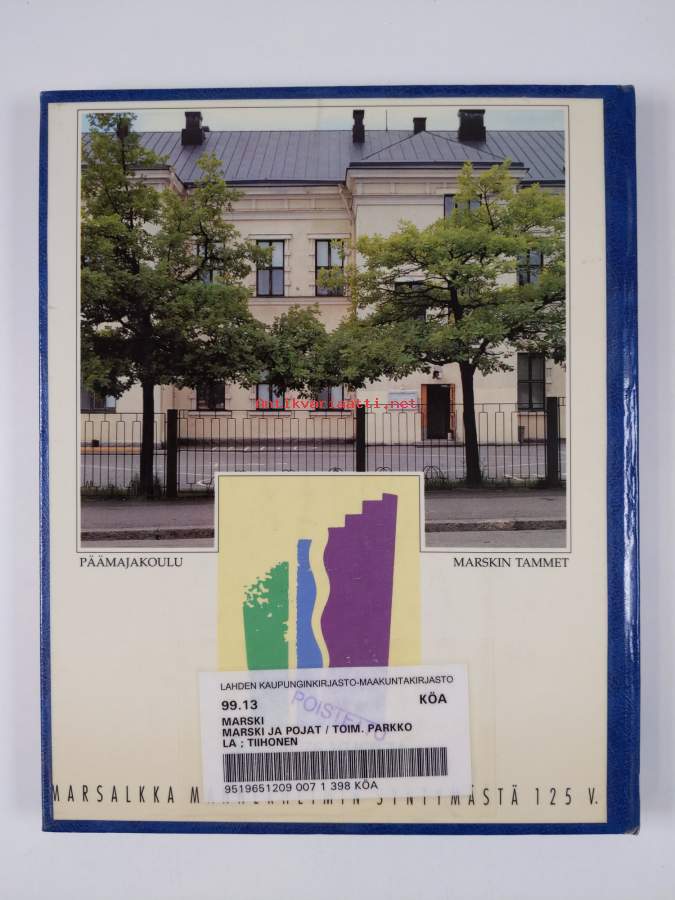 antikvariaatti.net
PÄÄMAJAKOULU
MARSKIN TAMMET
LAHDEN KAUPUNGINKIRJASTO-MAAKUNTAKIRJASTO
99.13 KÖA
POISTETTU
MARSKI
MARSKI JA POJAT / TOIM. PARKKO
LA ; TIIHONEN
9519651209 007 1 398 KÖA
MARSALKKA MANNERHEIMIN SYNTYMÄSTÄ 125 V.